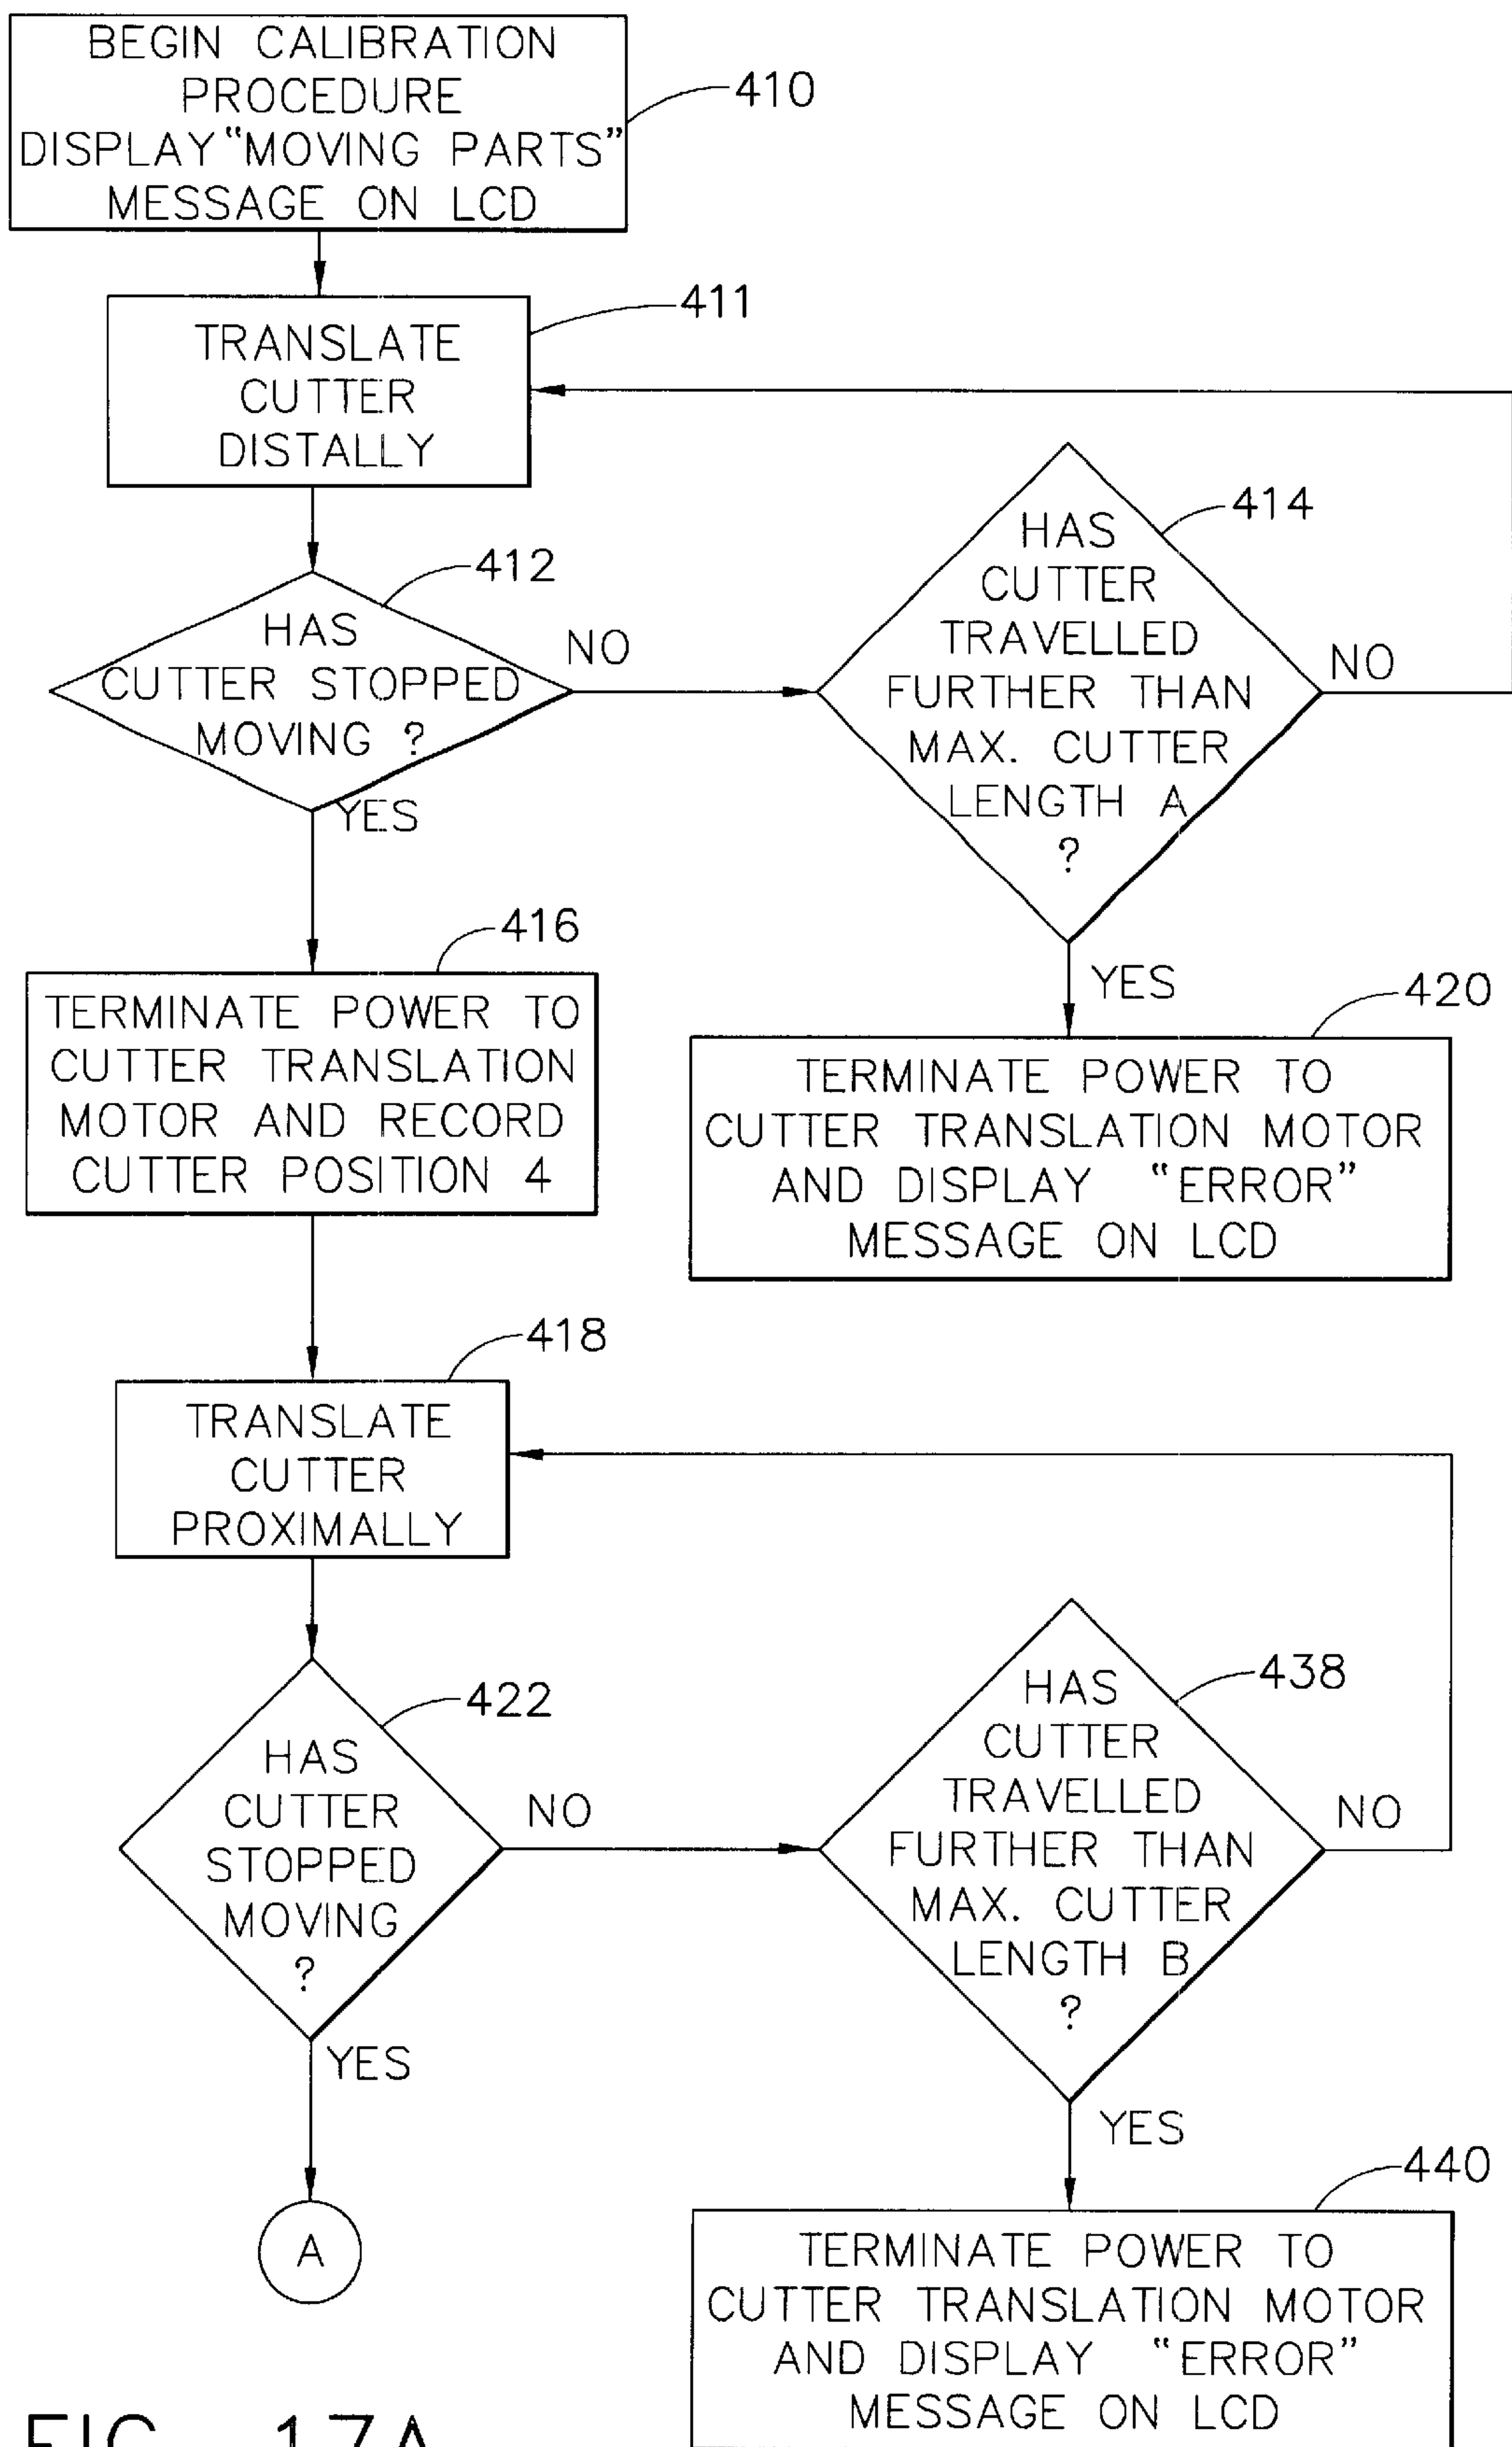 BEGIN CALIBRATION
PROCEDURE
DISPLAY "MOVING PARTS"
MESSAGE ON LCD
410
TRANSLATE
CUTTER
DISTALLY
411
HAS
CUTTER STOPPED
MOVING ?
412
NO
YES
HAS
CUTTER
TRAVELLED
FURTHER THAN
MAX. CUTTER
LENGTH A
?
414
NO
YES
TERMINATE POWER TO
CUTTER TRANSLATION
MOTOR AND RECORD
CUTTER POSITION 4
416
TERMINATE POWER TO
CUTTER TRANSLATION MOTOR
AND DISPLAY "ERROR"
MESSAGE ON LCD
420
TRANSLATE
CUTTER
PROXIMALLY
418
HAS
CUTTER
STOPPED
MOVING
?
422
NO
YES
HAS
CUTTER
TRAVELLED
FURTHER THAN
MAX. CUTTER
LENGTH B
?
438
NO
YES
A
TERMINATE POWER TO
CUTTER TRANSLATION MOTOR
AND DISPLAY "ERROR"
MESSAGE ON LCD
440
FIG. 17A